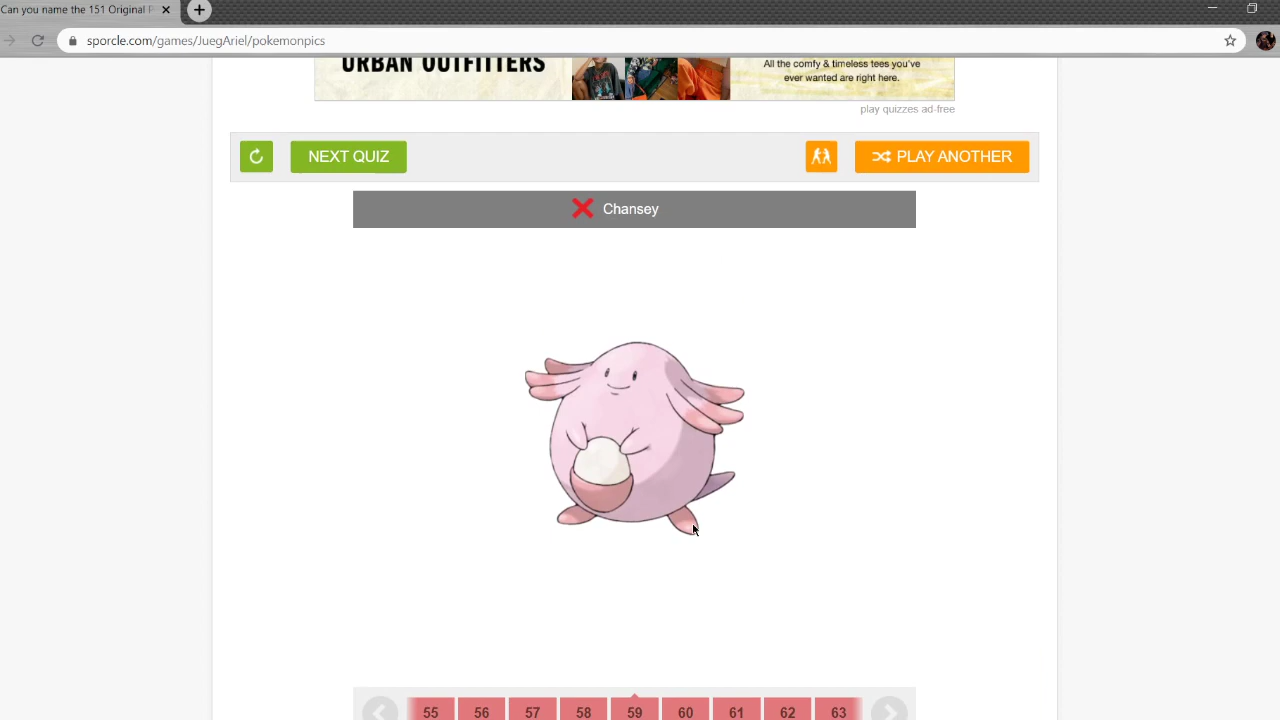 Can you name the 151 Original P
sporcle.com/games/JuegAriel/pokemonpics
URBAN OUTFITTERS
All the comfy & timeless tees you've
ever wanted are right here.
play quizzes ad-free
NEXT QUIZ
PLAY ANOTHER
Chansey
55 56 57 58 59 60 61 62 63